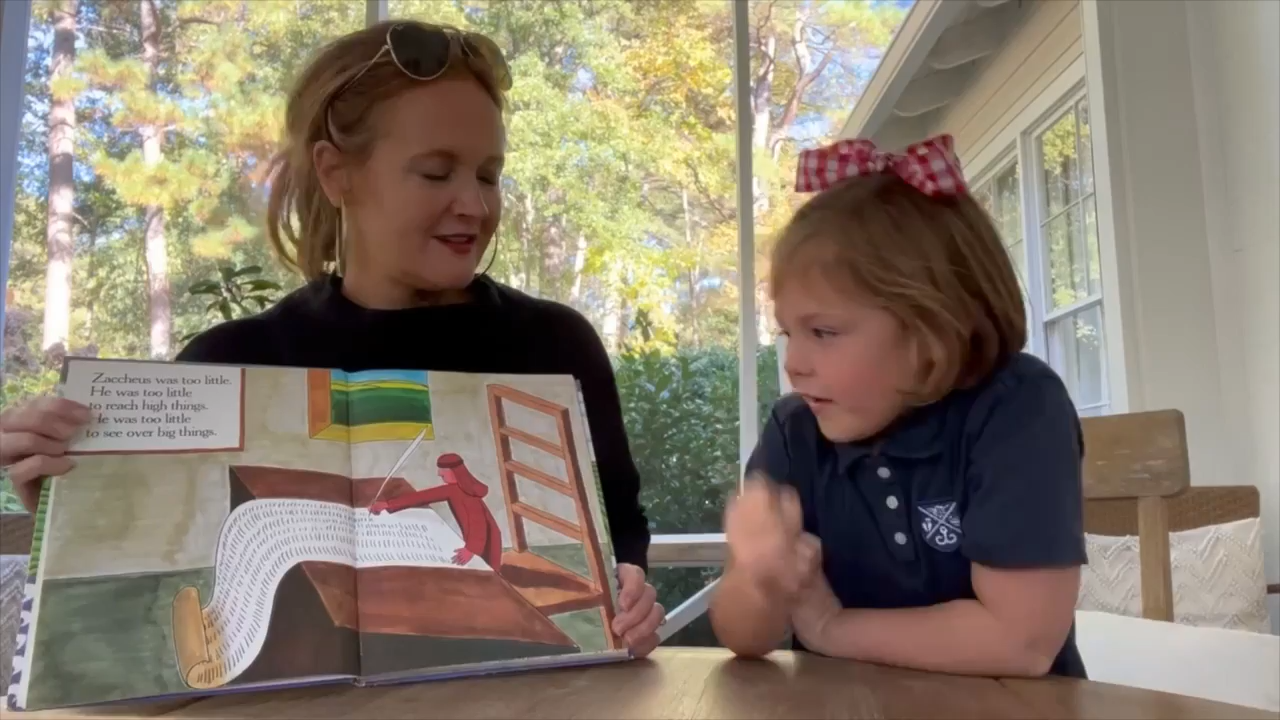 Zaccheus was too little.
He was too little
to reach high things.
He was too little
to see over big things.